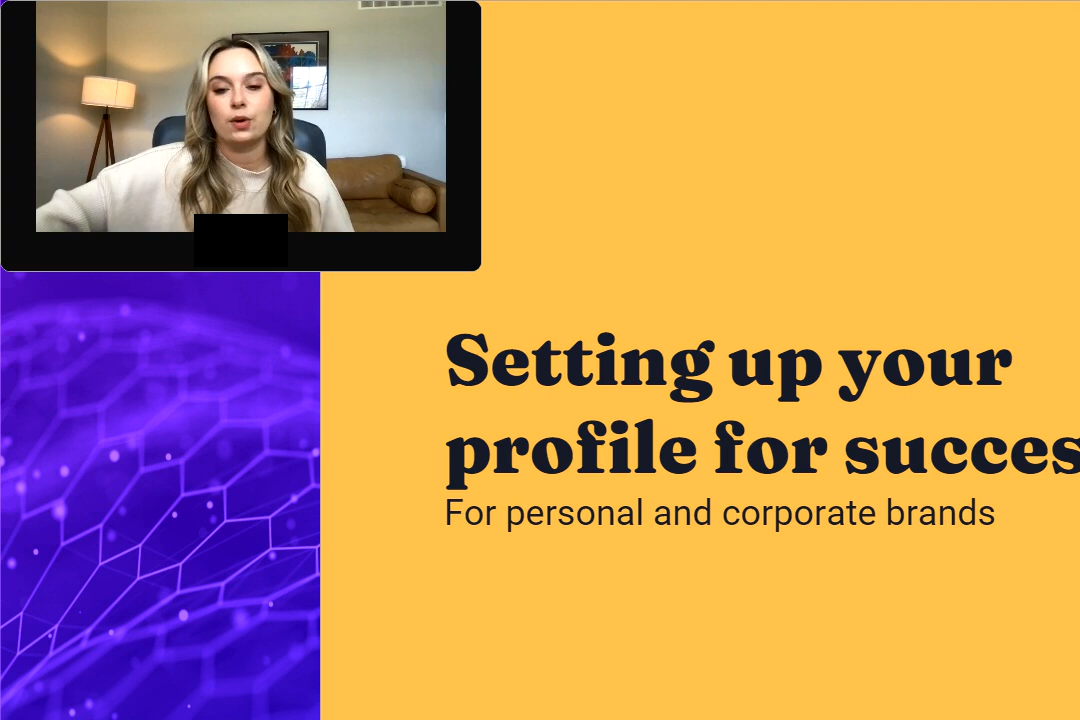 Setting up your
profile for succes
For personal and corporate brands